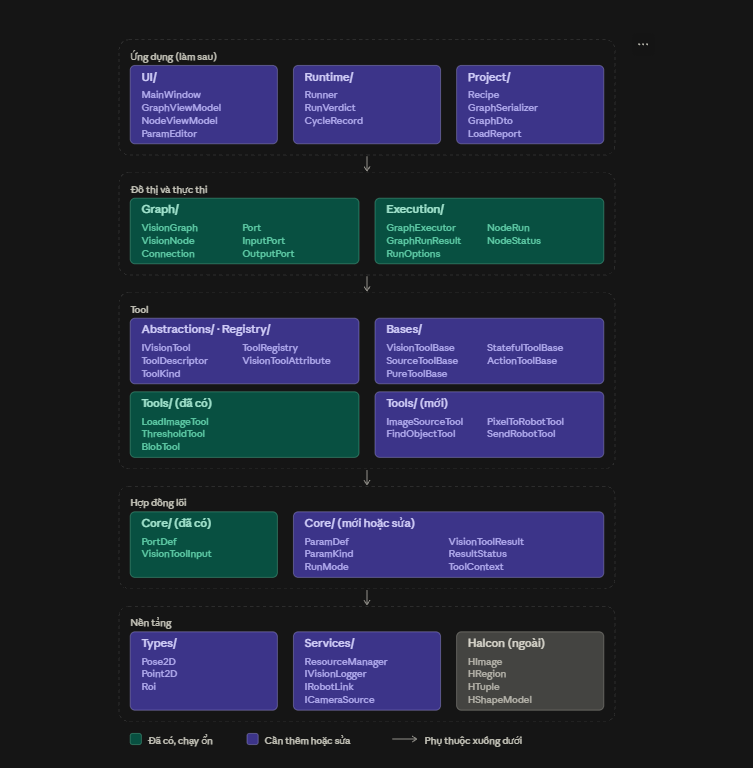 ...
Ứng dụng (làm sau)
UI/
MainWindow
GraphViewModel
NodeViewModel
ParamEditor
Runtime/
Runner
RunVerdict
CycleRecord
Project/
Recipe
GraphSerializer
GraphDto
LoadReport
Đồ thị và thực thi
Graph/
VisionGraph
VisionNode
Connection
Port
InputPort
OutputPort
Execution/
GraphExecutor
GraphRunResult
RunOptions
NodeRun
NodeStatus
Tool
Abstractions/ · Registry/
IVisionTool
ToolDescriptor
ToolKind
ToolRegistry
VisionToolAttribute
Bases/
VisionToolBase
SourceToolBase
PureToolBase
StatefulToolBase
ActionToolBase
Tools/ (đã có)
LoadImageTool
ThresholdTool
BlobTool
Tools/ (mới)
ImageSourceTool
FindObjectTool
PixelToRobotTool
SendRobotTool
Hợp đồng lõi
Core/ (đã có)
PortDef
VisionToolInput
Core/ (mới hoặc sửa)
ParamDef
ParamKind
RunMode
VisionToolResult
ResultStatus
ToolContext
Nền tảng
Types/
Pose2D
Point2D
Roi
Services/
ResourceManager
IVisionLogger
IRobotLink
ICameraSource
Halcon (ngoài)
HImage
HRegion
HTuple
HShapeModel
Đã có, chạy ổn
Cần thêm hoặc sửa
Phụ thuộc xuống dưới